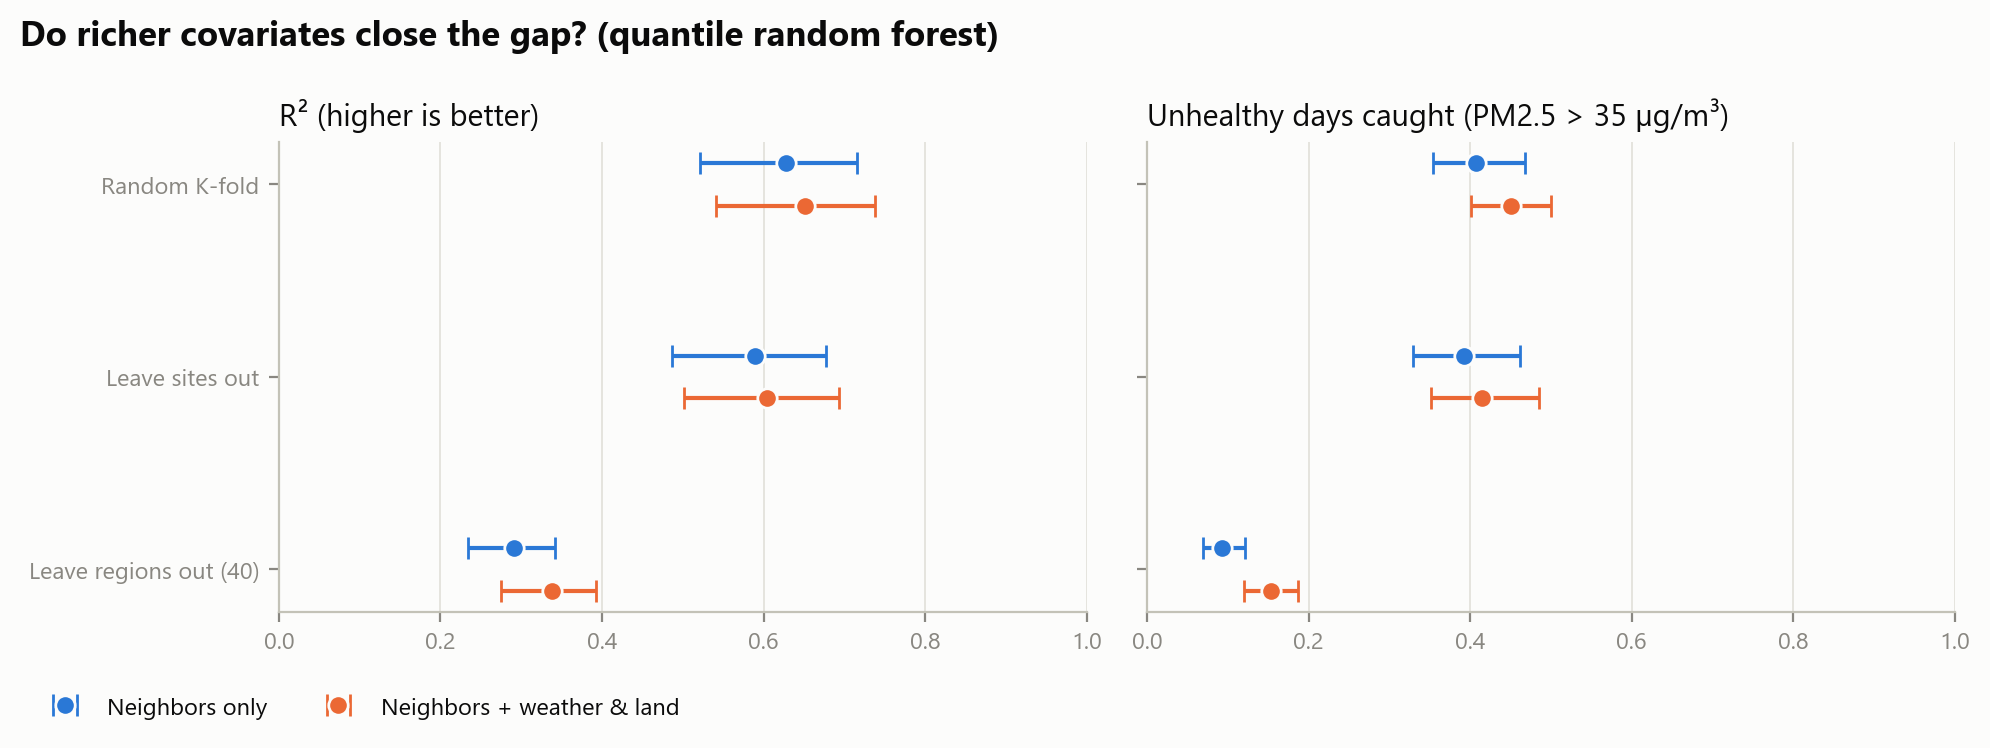 Do richer covariates close the gap? (quantile random forest)
R² (higher is better)
Unhealthy days caught (PM2.5 > 35 µg/m³)
Random K-fold
Leave sites out
Leave regions out (40)
0.0 0.2 0.4 0.6 0.8 1.0
0.0 0.2 0.4 0.6 0.8 1.0
Neighbors only
Neighbors + weather & land